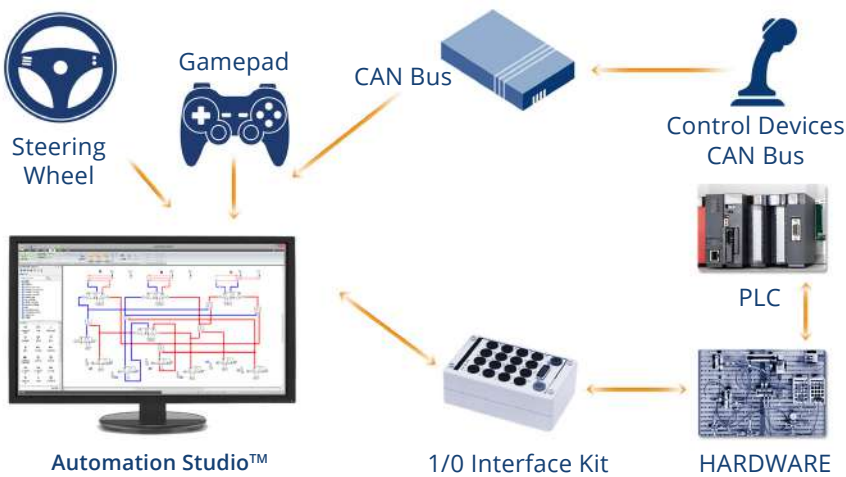 Gamepad
CAN Bus
Steering
Wheel
Control Devices
CAN Bus
PLC
Automation Studio™
1/0 Interface Kit
HARDWARE